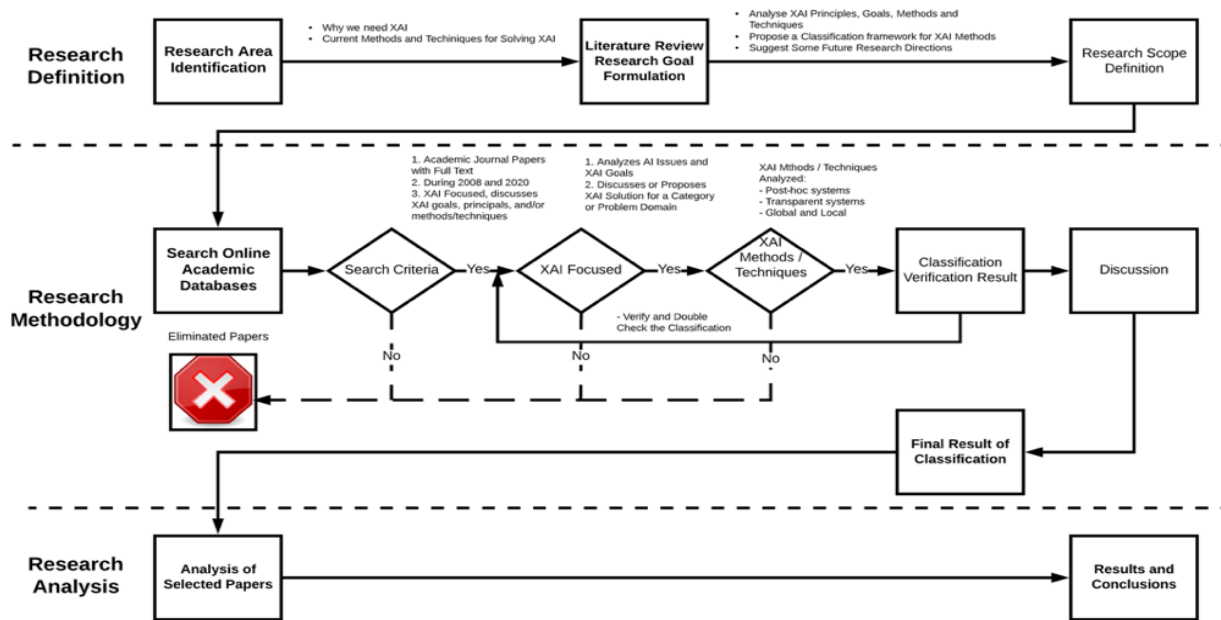 Research
Definition
Research Area
Identification
• Why we need XAI
• Current Methods and Techiniques for Solving XAI
Literature Review
Research Goal
Formulation
• Analyse XAI Principles, Goals, Methods and
Techniques
• Propose a Classification framework for XAI Methods
• Suggest Some Future Research Directions
Research Scope
Definition
Research
Methodology
1. Academic Journal Papers
with Full Text
2. During 2008 and 2020
3. XAI Focused, discusses
XAI goals, principals, and/or
methods/techniques
1. Analyzes AI Issues and
XAI Goals
2. Discusses or Proposes
XAI Solution for a Category
or Problem Domain
XAI Mthods / Techniques
Analyzed:
- Post-hoc systems
- Transparent systems
- Global and Local
Search Online
Academic
Databases
Search Criteria
Yes
XAI Focused
Yes
XAI
Methods /
Techniques
Yes
Classification
Verification Result
Discussion
- Verify and Double
Check the Classification
Eliminated Papers
No
No
No
Final Result of
Classification
Research
Analysis
Analysis of
Selected Papers
Results and
Conclusions